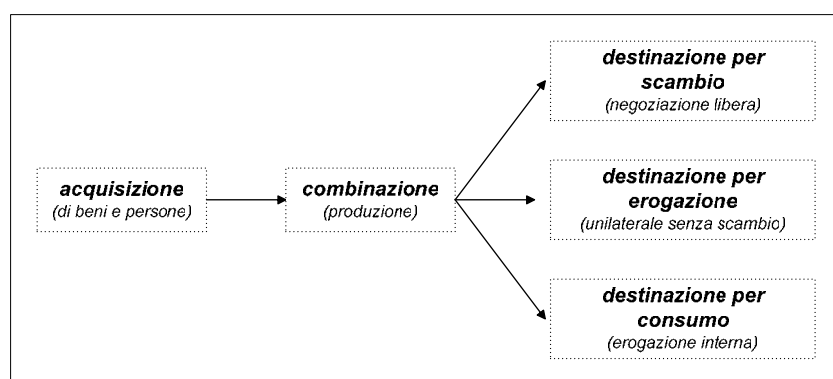 acquisizione
(di beni e persone)
combinazione
(produzione)
destinazione per
scambio
(negoziazione libera)
destinazione per
erogazione
(unilaterale senza scambio)
destinazione per
consumo
(erogazione interna)